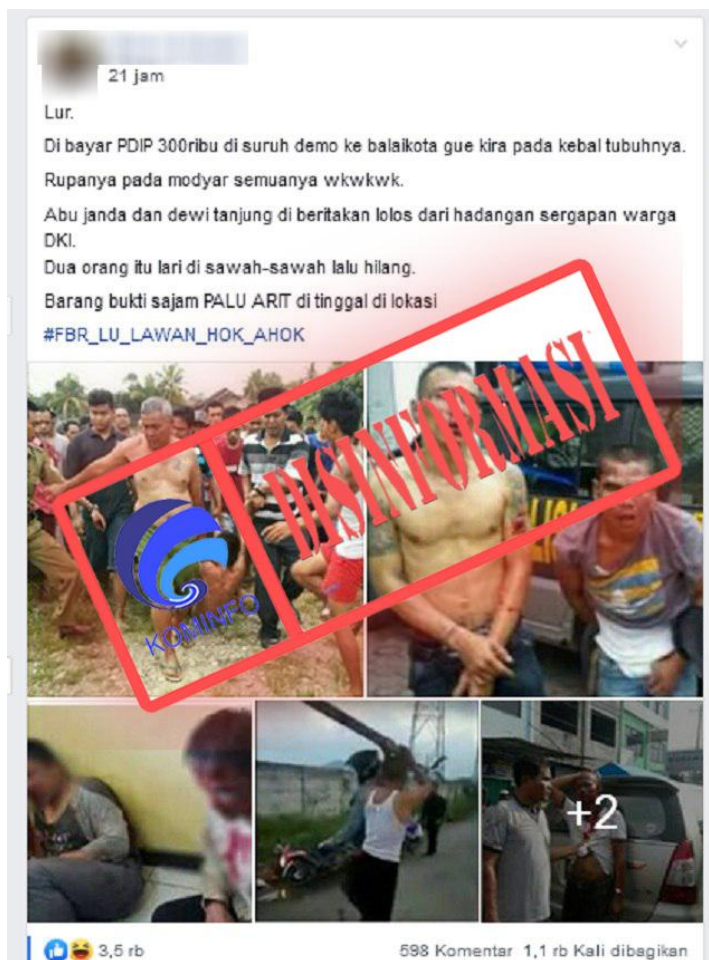 21 jam
Lur.
Di bayar PDIP 300ribu di suruh demo ke balaikota gue kira pada kebal tubuhnya.
Rupanya pada modyar semuanya wkwkwk.
Abu janda dan dewi tanjung di beritakan lolos dari hadangan sergapan warga
DKI.
Dua orang itu lari di sawah-sawah lalu hilang.
Barang bukti sajam PALU ARIT di tinggal di lokasi
#FBR_LU_LAWAN_HOK_AHOK
DISINFORMASI
KOMINFO
+2
3,5 rb
598 Komentar 1,1 rb Kali dibagikan